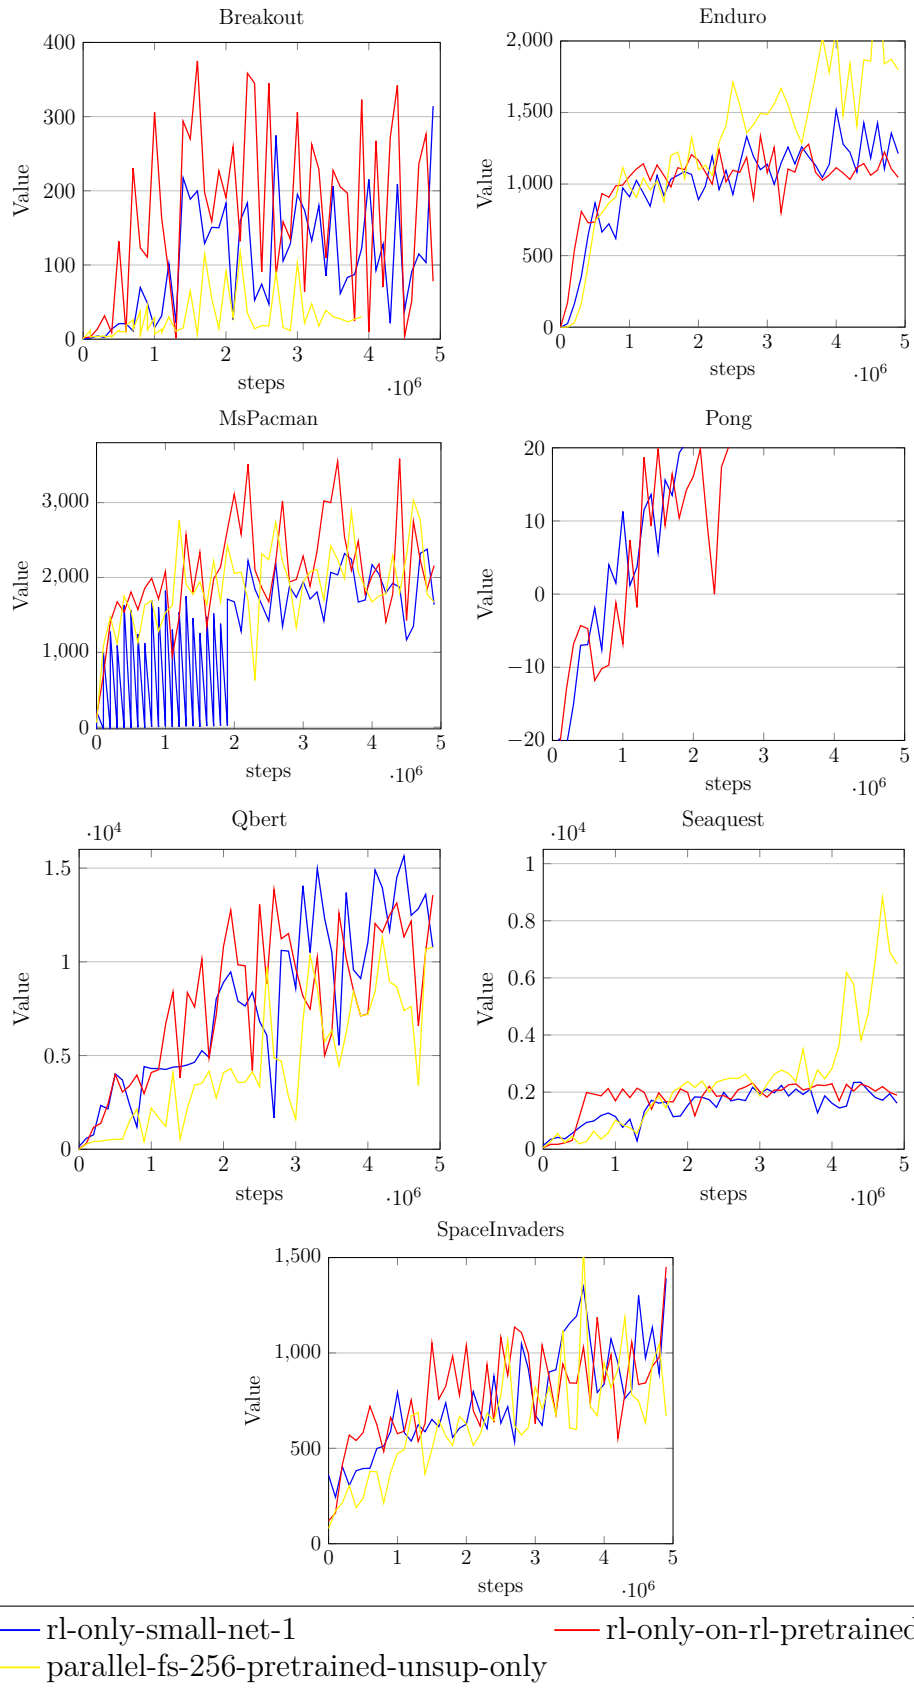 Breakout
Enduro
400
300
200
100
0
Value
0 1 2 3 4 5
steps
·10^6
2,000
1,500
1,000
500
0
Value
0 1 2 3 4 5
steps
·10^6
MsPacman
Pong
3,000
2,000
1,000
0
Value
0 1 2 3 4 5
steps
·10^6
20
10
0
−10
−20
Value
0 1 2 3 4 5
steps
·10^6
Qbert
Seaquest
·10^4
1.5
1
0.5
0
Value
0 1 2 3 4 5
steps
·10^6
·10^4
1
0.8
0.6
0.4
0.2
0
Value
0 1 2 3 4 5
steps
·10^6
SpaceInvaders
1,500
1,000
500
0
Value
0 1 2 3 4 5
steps
·10^6
rl-only-small-net-1
rl-only-on-rl-pretrained
parallel-fs-256-pretrained-unsup-only